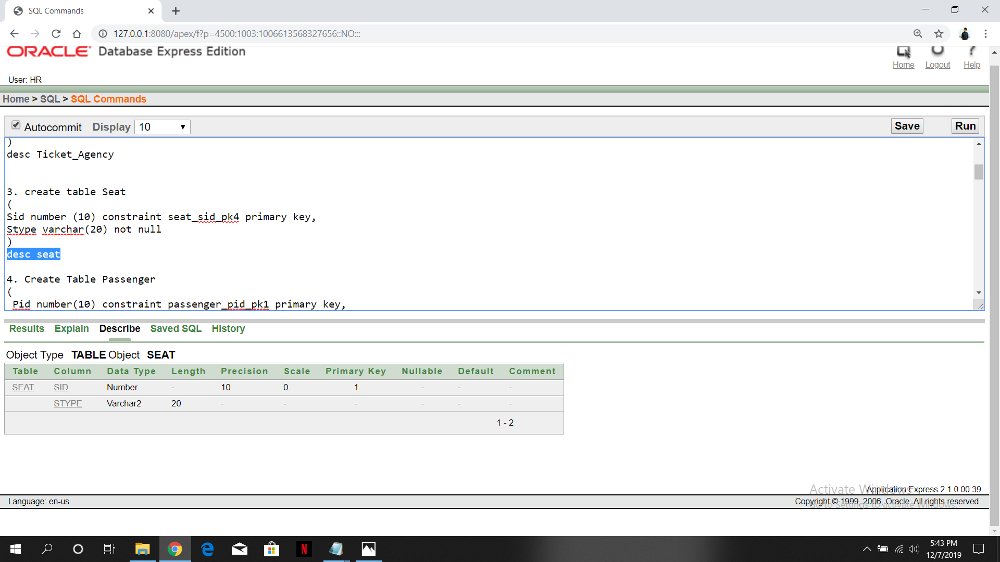 SQL Commands
127.0.0.1:8080/apex/f?p=4500:1003:1006613568327656::NO:::
ORACLE Database Express Edition
Home Logout Help
User: HR
Home > SQL > SQL Commands
Autocommit Display 10 Save Run
)
desc Ticket_Agency
3. create table Seat
(
Sid number (10) constraint seat_sid_pk4 primary key,
Stype varchar(20) not null
)
desc seat
4. Create Table Passenger
(
Pid number(10) constraint passenger_pid_pk1 primary key,
Results Explain Describe Saved SQL History
Object Type TABLE Object SEAT
Table Column Data Type Length Precision Scale Primary Key Nullable Default Comment
SEAT SID Number - 10 0 1 - - -
STYPE Varchar2 20 - - - - - -
1 - 2
Activate Windows
Application Express 2.1.0.00.39
Language: en-us
Copyright © 1999, 2006, Oracle. All rights reserved.
Go to Settings to activate Windows.
N
5:43 PM
12/7/2019